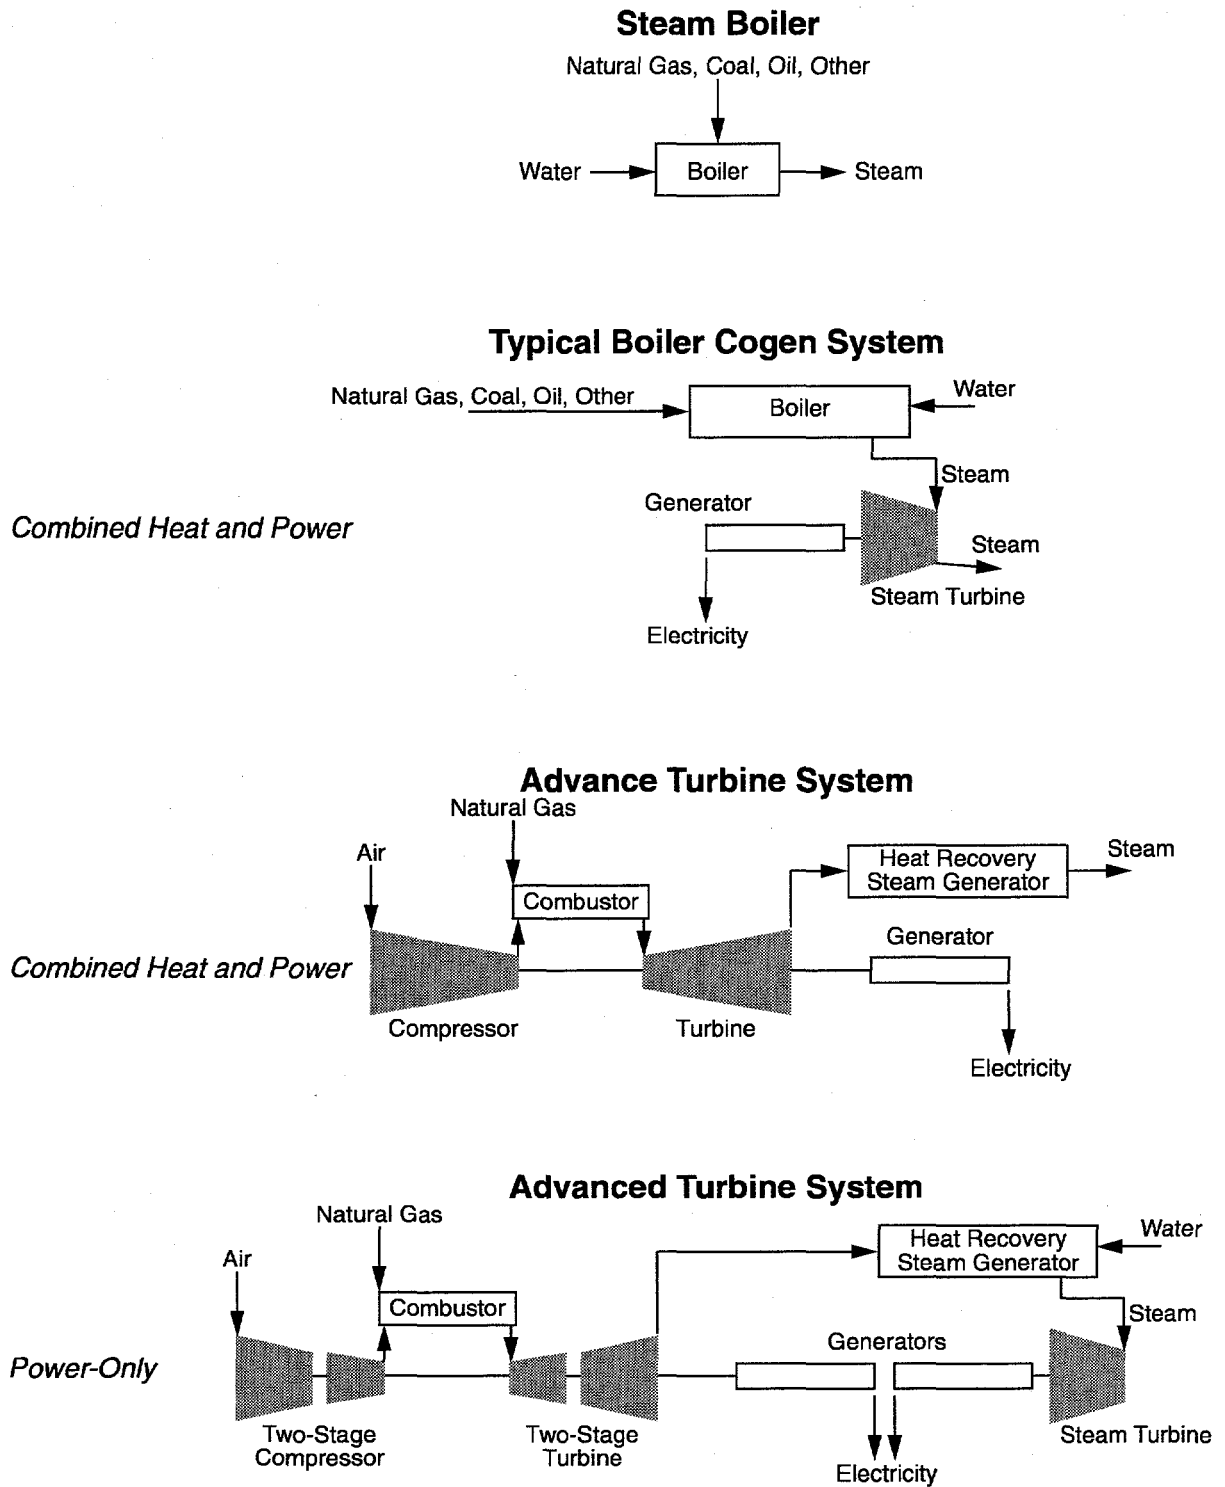 Steam Boiler
Natural Gas, Coal, Oil, Other
Water
Boiler
Steam
Typical Boiler Cogen System
Natural Gas, Coal, Oil, Other
Boiler
Water
Steam
Generator
Combined Heat and Power
Steam
Steam Turbine
Electricity
Advance Turbine System
Natural Gas
Air
Heat Recovery
Steam Generator
Steam
Combustor
Generator
Combined Heat and Power
Compressor
Turbine
Electricity
Advanced Turbine System
Natural Gas
Air
Heat Recovery
Steam Generator
Water
Combustor
Steam
Generators
Power-Only
Two-Stage
Compressor
Two-Stage
Turbine
Steam Turbine
Electricity